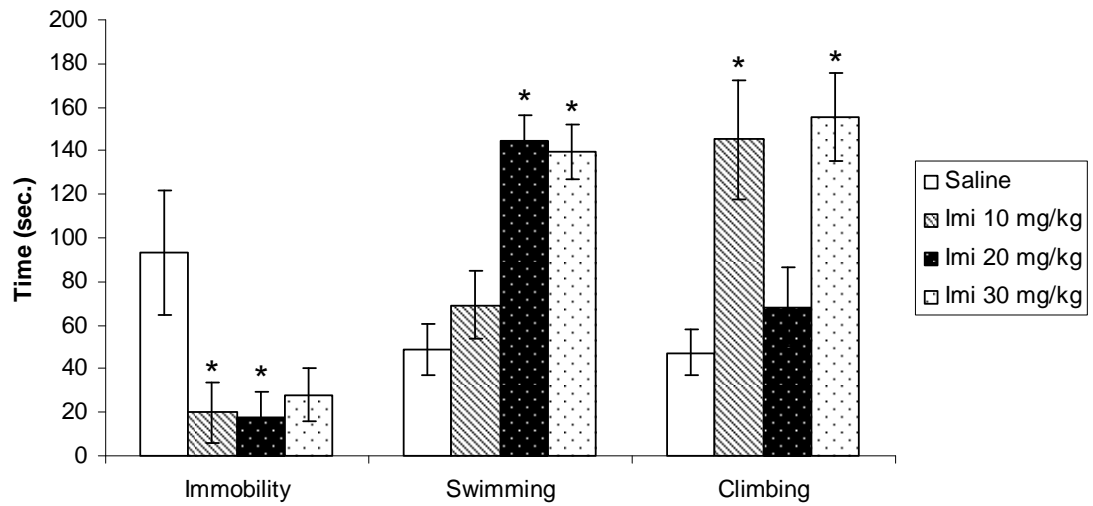 200
180
160
140
120
100
80
60
40
20
0
Time (sec.)
* *
* *
* *
Immobility Swimming Climbing
Saline
Imi 10 mg/kg
Imi 20 mg/kg
Imi 30 mg/kg